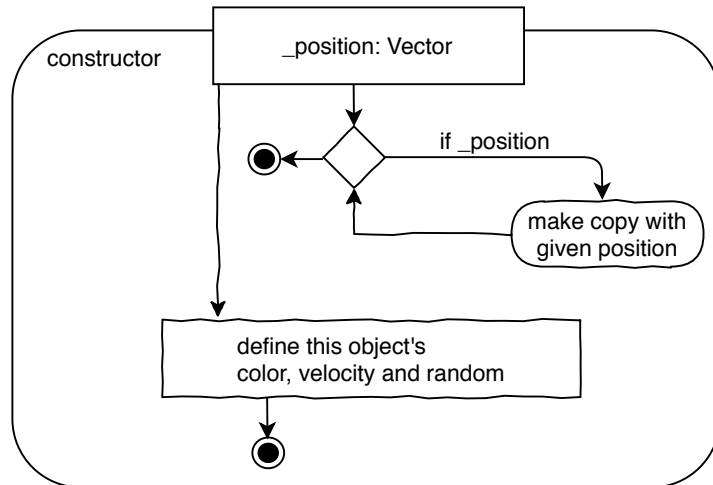 _position: Vector
constructor
if _position
make copy with
given position
define this object's
color, velocity and random